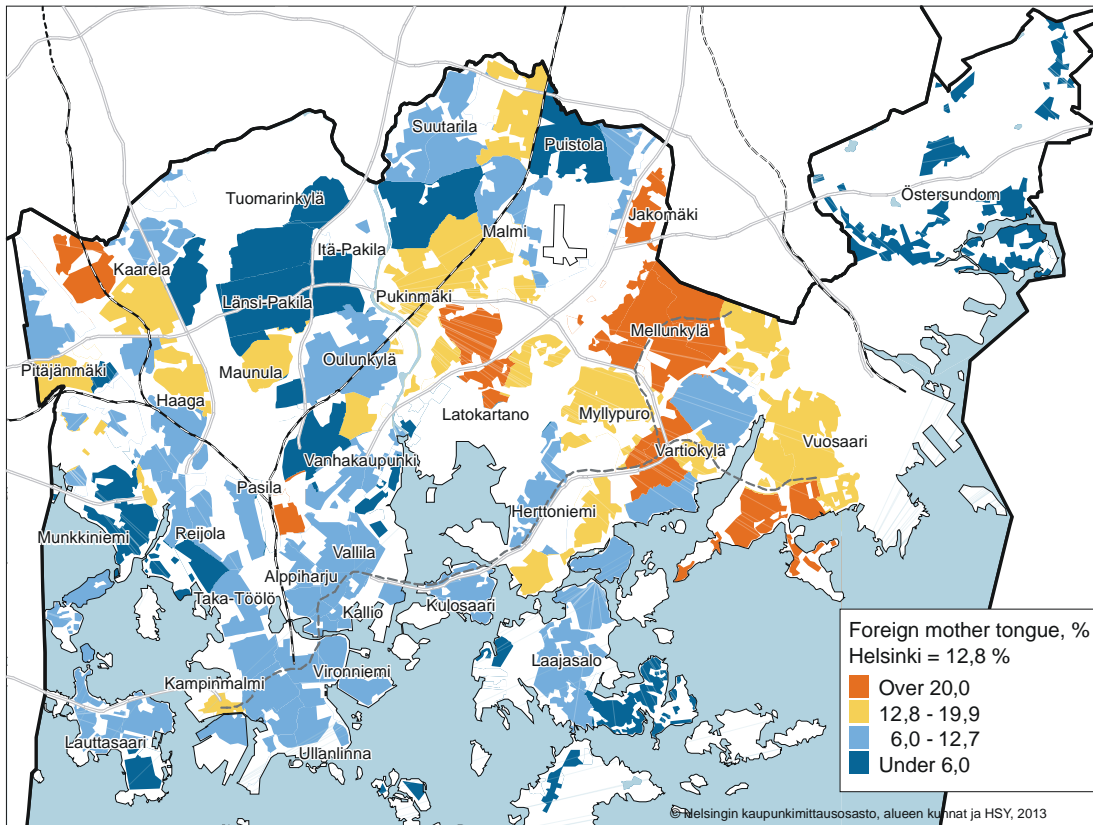 Suutarila
Puistola
Tuomarinkylä
Östersundom
Jakomäki
Malmi
Itä-Pakila
Kaarela
Pukinmäki
Länsi-Pakila
Mellunkylä
Oulunkylä
Pitäjänmäki
Maunula
Haaga
Latokartano
Myllypuro
Vuosaari
Vartiokylä
Vanhakaupunki
Pasila
Herttoniemi
Munkkiniemi
Reijola
Vallila
Alppiharju
Taka-Töölö
Kallio
Kulosaari
Laajasalo
Vironniemi
Kampinmalmi
Lauttasaari
Ullanlinna
Foreign mother tongue, %
Helsinki = 12,8 %
Over 20,0
12,8 - 19,9
6,0 - 12,7
Under 6,0
© Helsingin kaupunkimittausosasto, alueen kunnat ja HSY, 2013